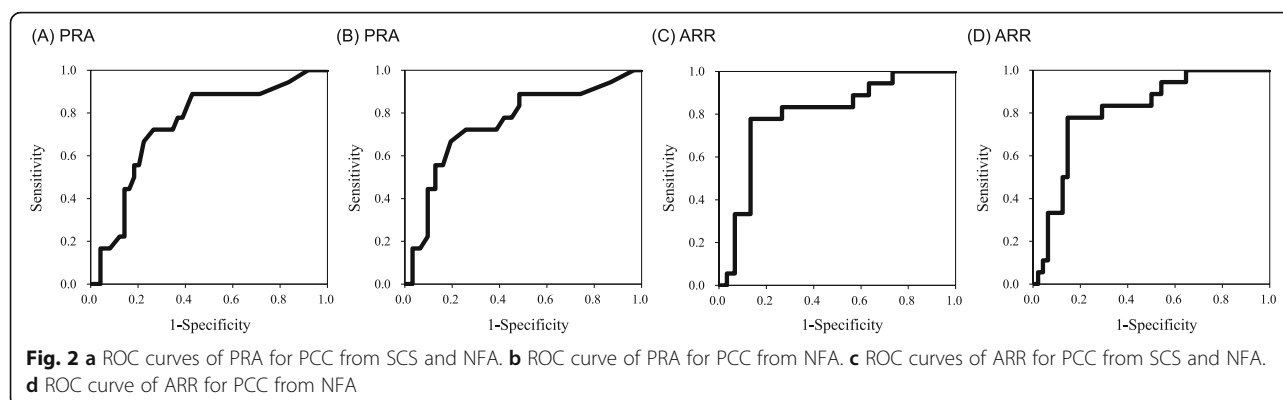 (A) PRA (B) PRA (C) ARR (D) ARR
1.0 1.0 1.0 1.0
0.8 0.8 0.8 0.8
0.6 0.6 0.6 0.6
0.4 0.4 0.4 0.4
0.2 0.2 0.2 0.2
0.0 0.0 0.0 0.0
Sensitivity Sensitivity Sensitivity Sensitivity
0.0 0.2 0.4 0.6 0.8 1.0 0.0 0.2 0.4 0.6 0.8 1.0 0.0 0.2 0.4 0.6 0.8 1.0 0.0 0.2 0.4 0.6 0.8 1.0
1-Specificity 1-Specificity 1-Specificity 1-Specificity
Fig. 2 a ROC curves of PRA for PCC from SCS and NFA. b ROC curve of PRA for PCC from NFA. c ROC curves of ARR for PCC from SCS and NFA.
d ROC curve of ARR for PCC from NFA